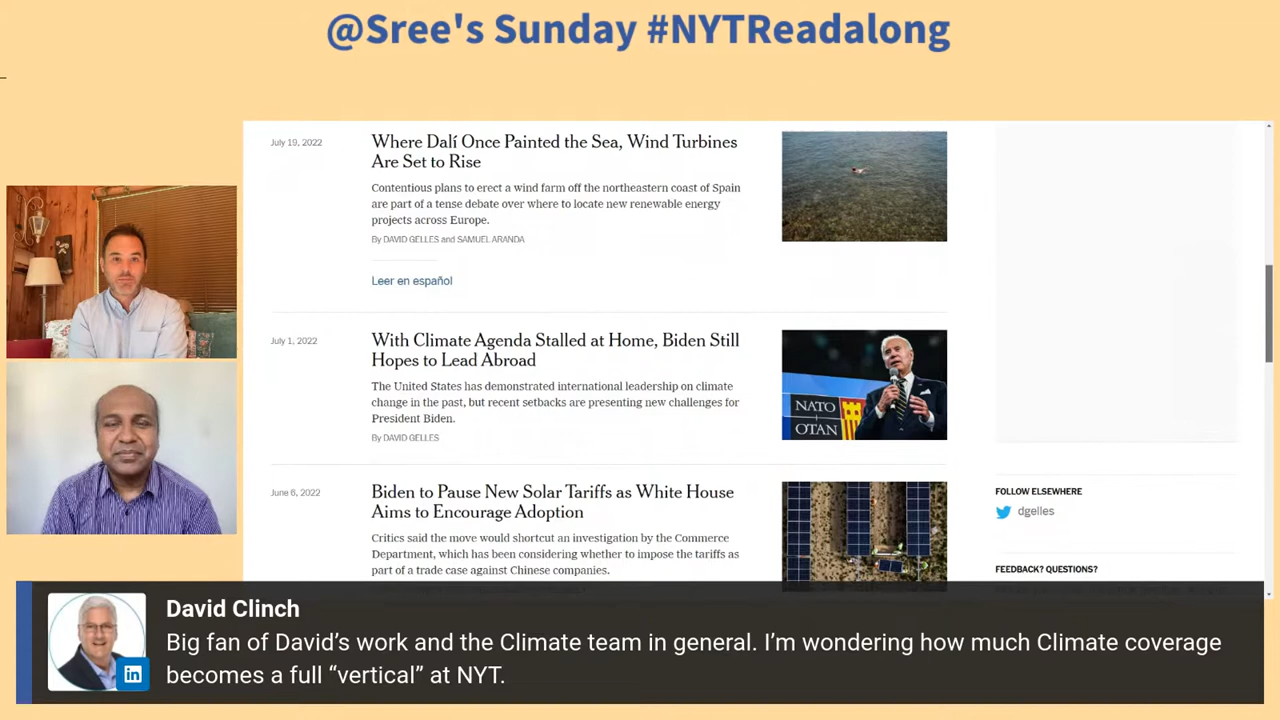 @Sree's Sunday #NYTReadalong
July 19, 2022
Where Dalí Once Painted the Sea, Wind Turbines
Are Set to Rise
Contentious plans to erect a wind farm off the northeastern coast of Spain
are part of a tense debate over where to locate new renewable energy
projects across Europe.
By DAVID GELLES and SAMUEL ARANDA
Leer en español
July 1, 2022
With Climate Agenda Stalled at Home, Biden Still
Hopes to Lead Abroad
The United States has demonstrated international leadership on climate
change in the past, but recent setbacks are presenting new challenges for
President Biden.
By DAVID GELLES
NATO
OTAN
June 6, 2022
Biden to Pause New Solar Tariffs as White House
Aims to Encourage Adoption
Critics said the move would shortcut an investigation by the Commerce
Department, which has been considering whether to impose the tariffs as
part of a trade case against Chinese companies.
FOLLOW ELSEWHERE
dgelles
FEEDBACK? QUESTIONS?
David Clinch
Big fan of David’s work and the Climate team in general. I’m wondering how much Climate coverage
becomes a full “vertical” at NYT.
in